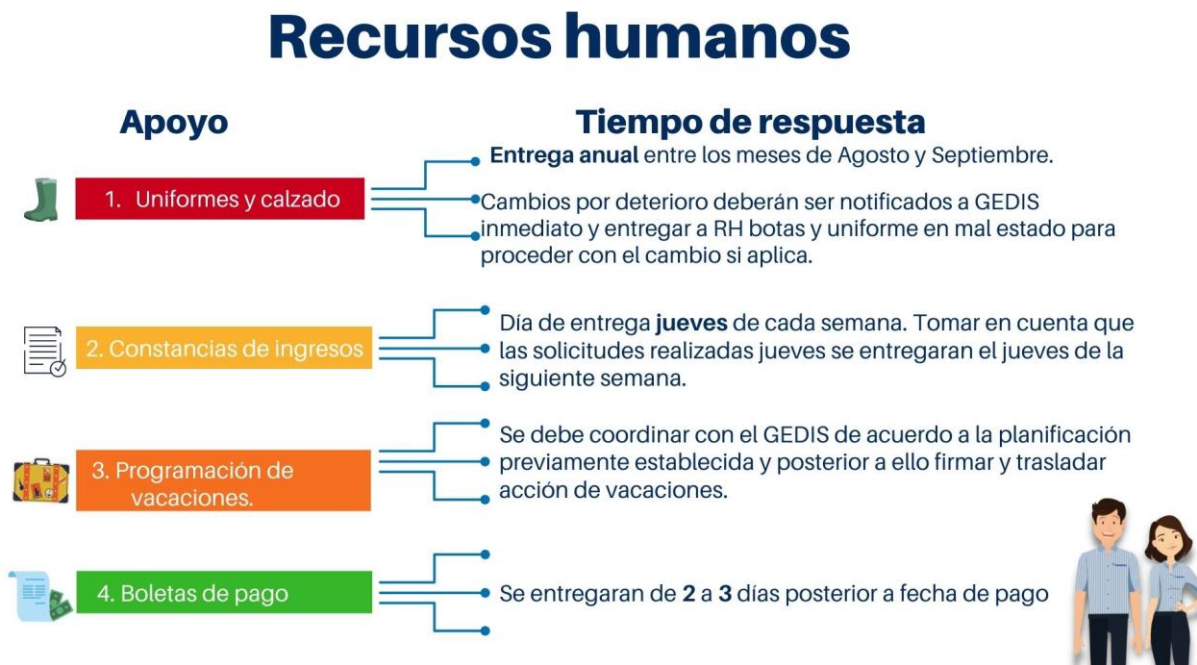 Recursos humanos
Apoyo
Tiempo de respuesta
1. Uniformes y calzado
Entrega anual entre los meses de Agosto y Septiembre.
Cambios por deterioro deberán ser notificados a GEDIS
inmediato y entregar a RH botas y uniforme en mal estado para
proceder con el cambio si aplica.
2. Constancias de ingresos
Día de entrega jueves de cada semana. Tomar en cuenta que
las solicitudes realizadas jueves se entregaran el jueves de la
siguiente semana.
3. Programación de
vacaciones.
Se debe coordinar con el GEDIS de acuerdo a la planificación
previamente establecida y posterior a ello firmar y trasladar
acción de vacaciones.
4. Boletas de pago
Se entregaran de 2 a 3 días posterior a fecha de pago